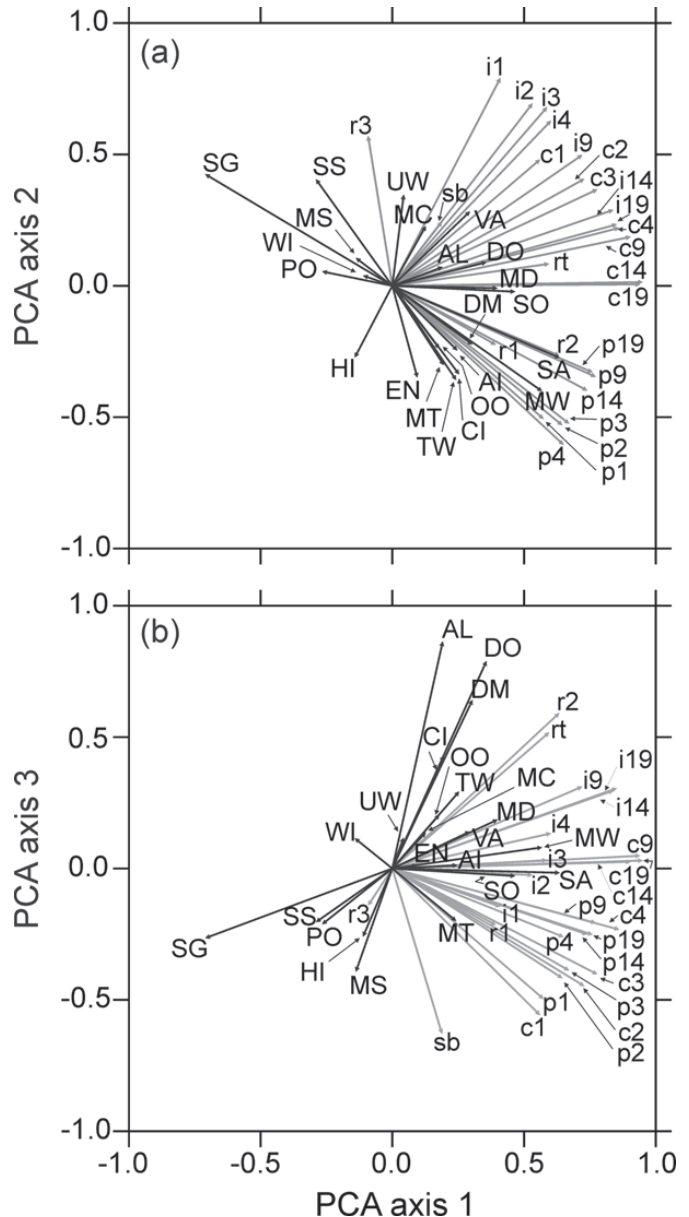 1.0
(a)
i1
i2 i3
i4
r3
i9
c2
c1
SG
SS
0.5
c3 i14
UW
MS
MC sb
VA
i19
c4
WI
AL DO
c9
PO
rt
PCA axis 2
0.0
MD
c14
DM SO
c19
HI
r1
r2 p19
SA
p9
EN
AI
MT
OO
MW
p14
-0.5
TW CI
p3
p4
p2
p1
-1.0
1.0
(b)
AL
DO
DM
r2
rt
CI
OO
0.5
i19
TW
MC
i9
i14
UW
MD
WI
i4
MW
VA
c9
EN AI
i3
PCA axis 3
0.0
c19
SO i2 SA
c14
SS r3
i1
p9
c4
SG
PO
MT r1
p4
p19
HI
p14
MS
c3
-0.5
p1
p3
c1
c2
sb
p2
-1.0
-1.0 -0.5 0.0 0.5 1.0
PCA axis 1